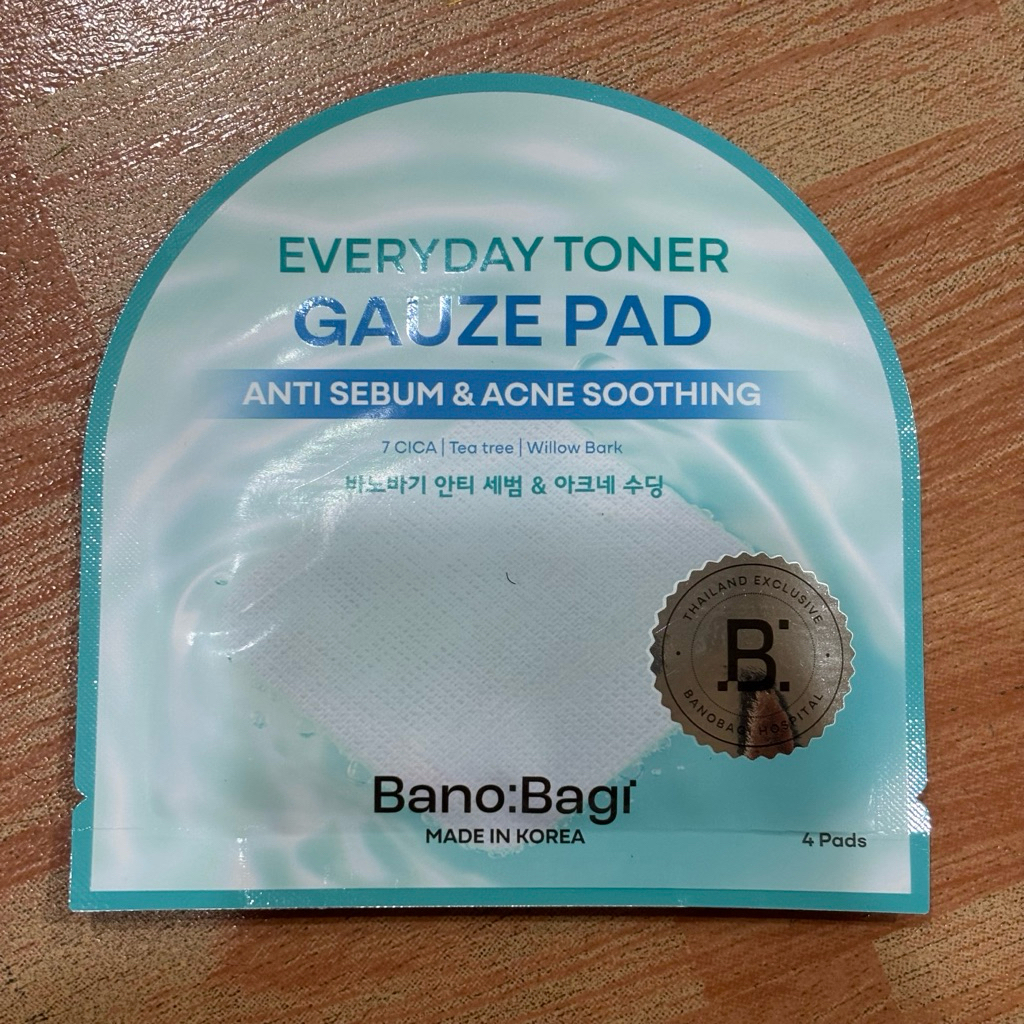 EVERYDAY TONER
GAUZE PAD
ANTI SEBUM & ACNE SOOTHING
7 CICA | Tea tree | Willow Bark
바노바기 안티 세범 & 아크네 수딩
THAILAND EXCLUSIVE
B
BANOBAGI HOSPITAL
Bano:Bagi
MADE IN KOREA
4 Pads